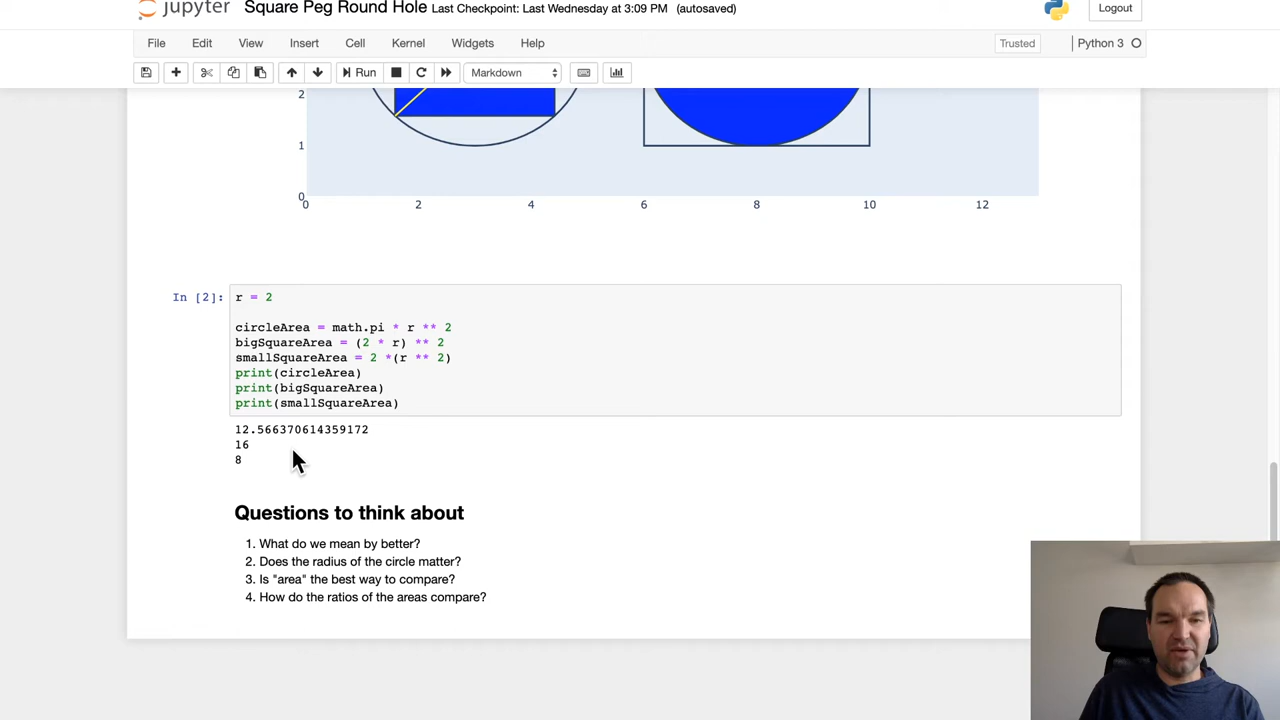 jupyter Square Peg Round Hole Last Checkpoint: Last Wednesday at 3:09 PM (autosaved) Logout
File Edit View Insert Cell Kernel Widgets Help Trusted Python 3
Run Markdown
2
1
0
0 2 4 6 8 10 12
In [2]: r = 2
circleArea = math.pi * r ** 2
bigSquareArea = (2 * r) ** 2
smallSquareArea = 2 *(r ** 2)
print(circleArea)
print(bigSquareArea)
print(smallSquareArea)
12.566370614359172
16
8
Questions to think about
1. What do we mean by better?
2. Does the radius of the circle matter?
3. Is "area" the best way to compare?
4. How do the ratios of the areas compare?